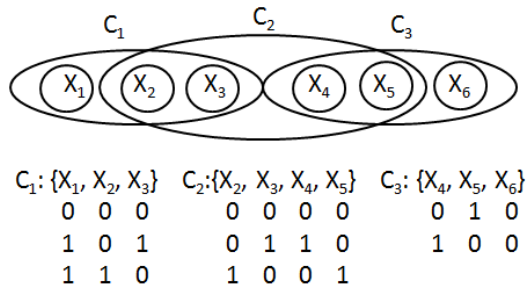 C₁ C₂ C₃
X₁ X₂ X₃ X₄ X₅ X₆
C₁: {X₁, X₂, X₃} C₂:{X₂, X₃, X₄, X₅} C₃: {X₄, X₅, X₆}
0 0 0 0 0 0 0 0 1 0
1 0 1 0 1 1 0 1 0 0
1 1 0 1 0 0 1